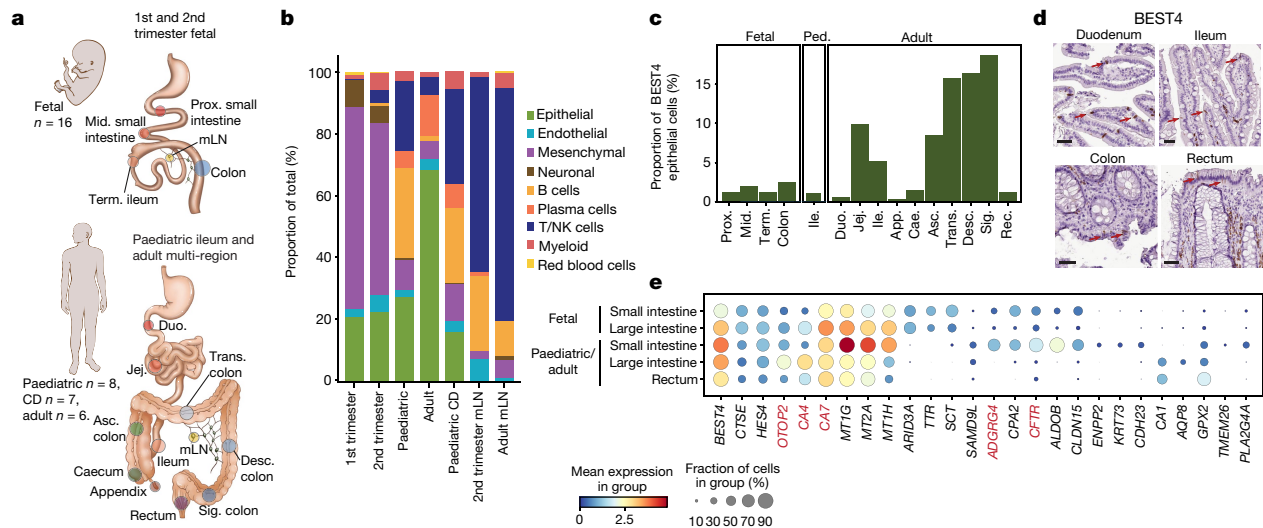 a
1st and 2nd
trimester fetal
Fetal
n = 16
Prox. small
intestine
Mid. small
intestine
mLN
Colon
Term. ileum
Paediatric ileum and
adult multi-region
Duo.
Jej.
Trans.
colon
Paediatric n = 8,
CD n = 7,
adult n = 6.
Asc.
colon
mLN
Ileum
Desc.
colon
Caecum
Appendix
Rectum
Sig. colon
b
Proportion of total (%)
100
80
60
40
20
0
1st trimester
2nd trimester
Paediatric
Adult
Paediatric CD
2nd trimester mLN
Adult mLN
Epithelial
Endothelial
Mesenchymal
Neuronal
B cells
Plasma cells
T/NK cells
Myeloid
Red blood cells
c
Fetal
Ped.
Adult
Proportion of BEST4
epithelial cells (%)
15
10
5
0
Prox.
Mid.
Term.
Colon
Ile.
Duo.
Jej.
Ile.
App.
Cae.
Asc.
Trans.
Desc.
Sig.
Rec.
d
BEST4
Duodenum
Ileum
Colon
Rectum
e
Fetal
Small intestine
Large intestine
Paediatric/
adult
Small intestine
Large intestine
Rectum
BEST4
CTSE
HES4
OTOP2
CA4
CA7
MT1G
MT2A
MT1H
ARID3A
TTR
SCT
SAMD9L
ADGRG4
CPA2
CFTR
ALDOB
CLDN15
ENPP2
KRT73
CDH23
CA1
AQP8
GPX2
TMEM26
PLA2G4A
Mean expression
in group
0
2.5
Fraction of cells
in group (%)
10 30 50 70 90